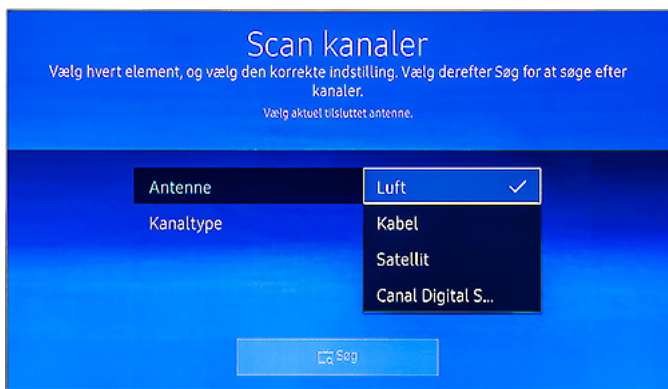 Scan kanaler
Vælg hvert element, og vælg den korrekte indstilling. Vælg derefter Søg for at søge efter
kanaler.
Vælg aktuel tilsluttet antenne.
Antenne
Luft
Kanaltype
Kabel
Satellit
Canal Digital S...
Søg